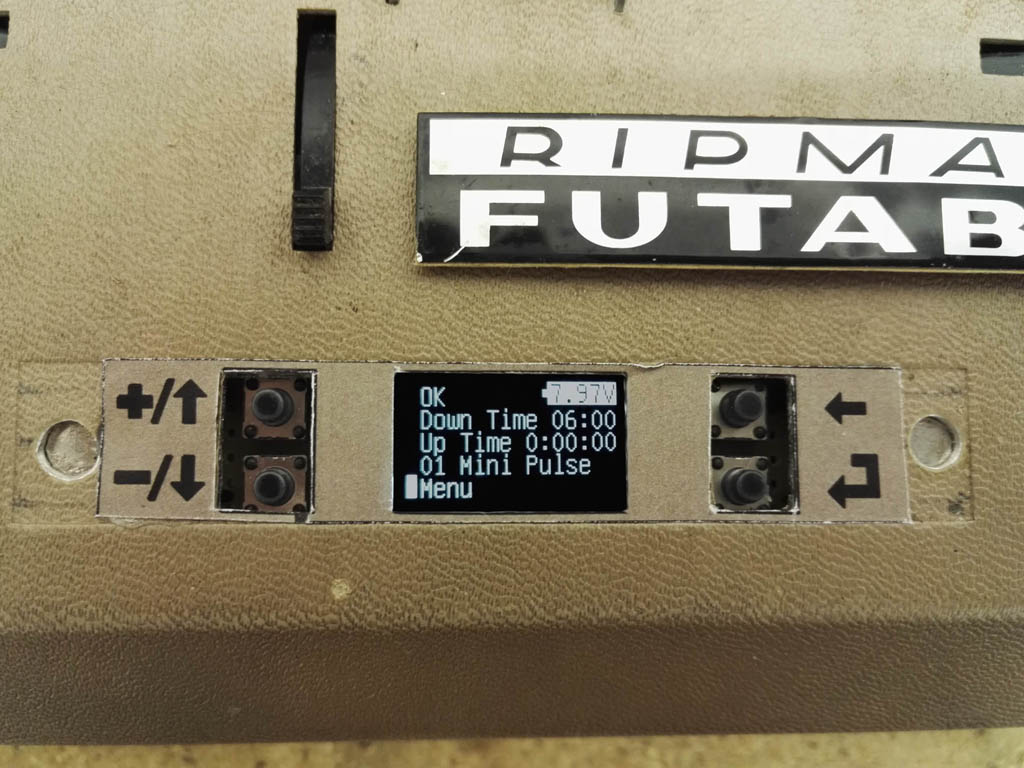 RIPMA
FUTAB
+/↑
-/↓
OK 7.97V
Down Time 06:00
Up Time 0:00:00
01 Mini Pulse
Menu